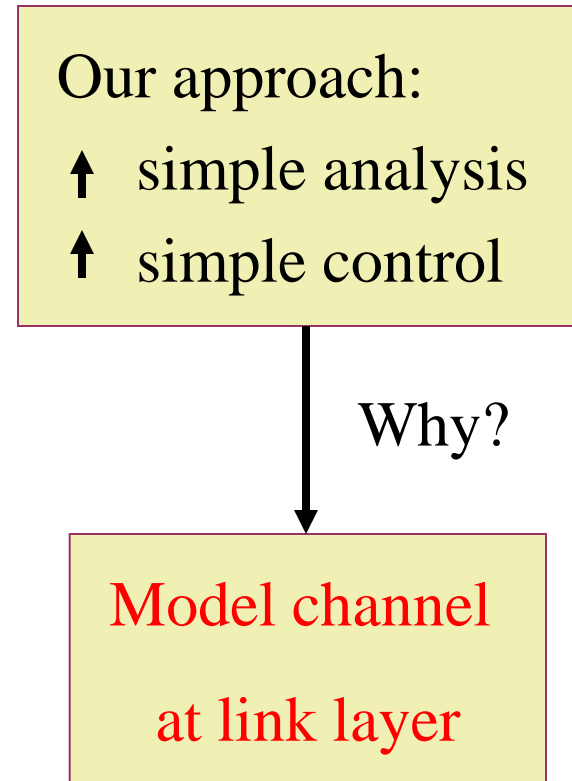 Our approach:
simple analysis
simple control
Why?
Model channel
at link layer